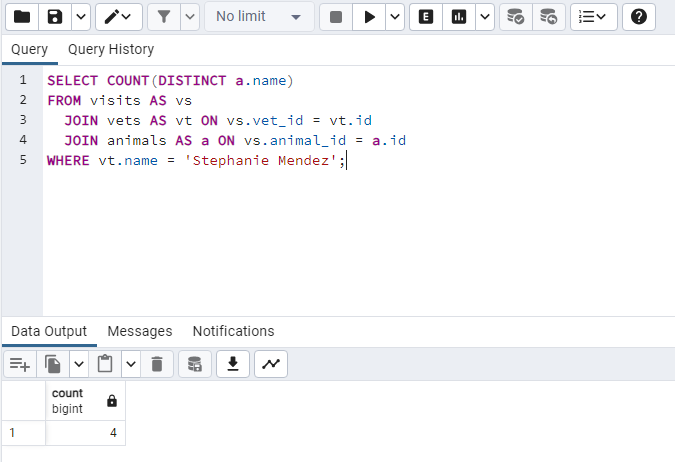 No limit
E
Query Query History
1 SELECT COUNT(DISTINCT a.name)
2 FROM visits AS vs
3 JOIN vets AS vt ON vs.vet_id = vt.id
4 JOIN animals AS a ON vs.animal_id = a.id
5 WHERE vt.name = 'Stephanie Mendez';
Data Output Messages Notifications
count
bigint
1 4